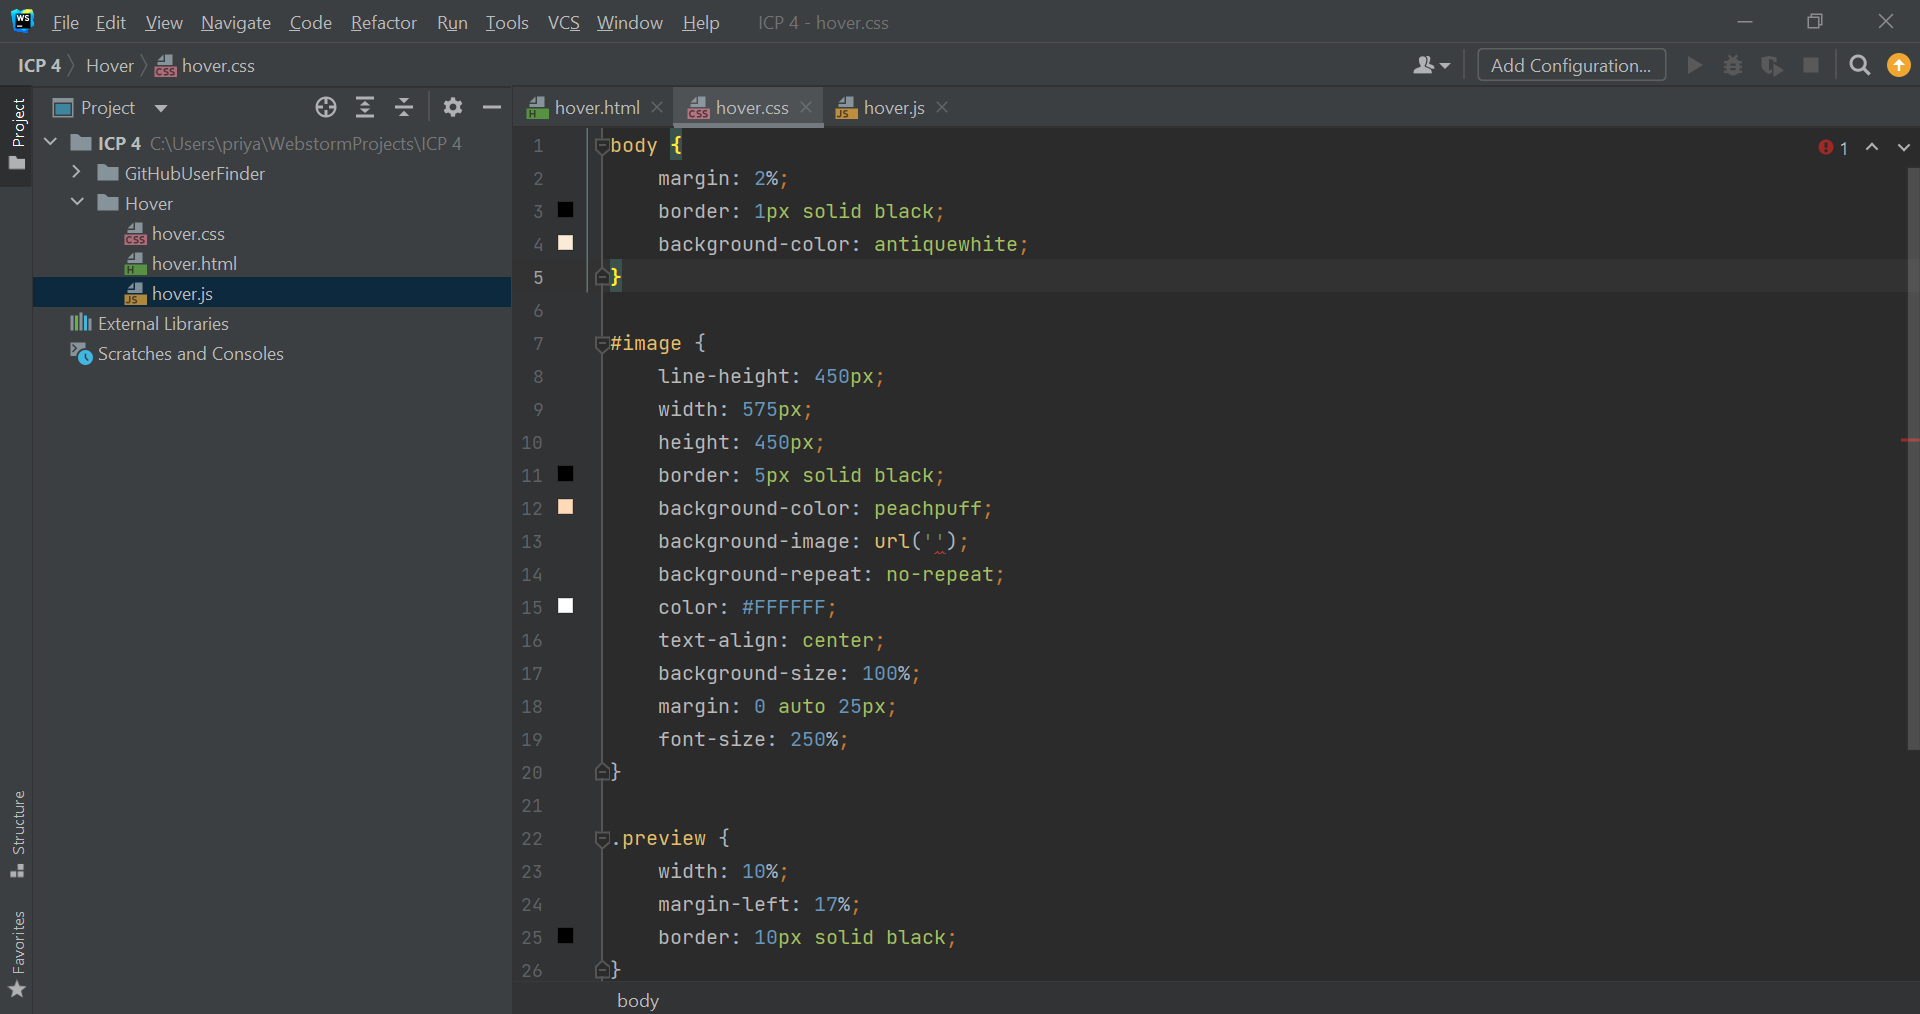 WS File Edit View Navigate Code Refactor Run Tools VCS Window Help ICP 4 - hover.css
ICP 4 Hover CSS hover.css Add Configuration...
Project
Project
ICP 4 C:\Users\priya\WebstormProjects\ICP 4
GitHubUserFinder
Hover
CSS hover.css
H hover.html
JS hover.js
External Libraries
Scratches and Consoles
Structure
Favorites
H hover.html CSS hover.css JS hover.js
1
1 body {
2 margin: 2%;
3 border: 1px solid black;
4 background-color: antiquewhite;
5 }
6
7 #image {
8 line-height: 450px;
9 width: 575px;
10 height: 450px;
11 border: 5px solid black;
12 background-color: peachpuff;
13 background-image: url('');
14 background-repeat: no-repeat;
15 color: #FFFFFF;
16 text-align: center;
17 background-size: 100%;
18 margin: 0 auto 25px;
19 font-size: 250%;
20 }
21
22 .preview {
23 width: 10%;
24 margin-left: 17%;
25 border: 10px solid black;
26 }
body